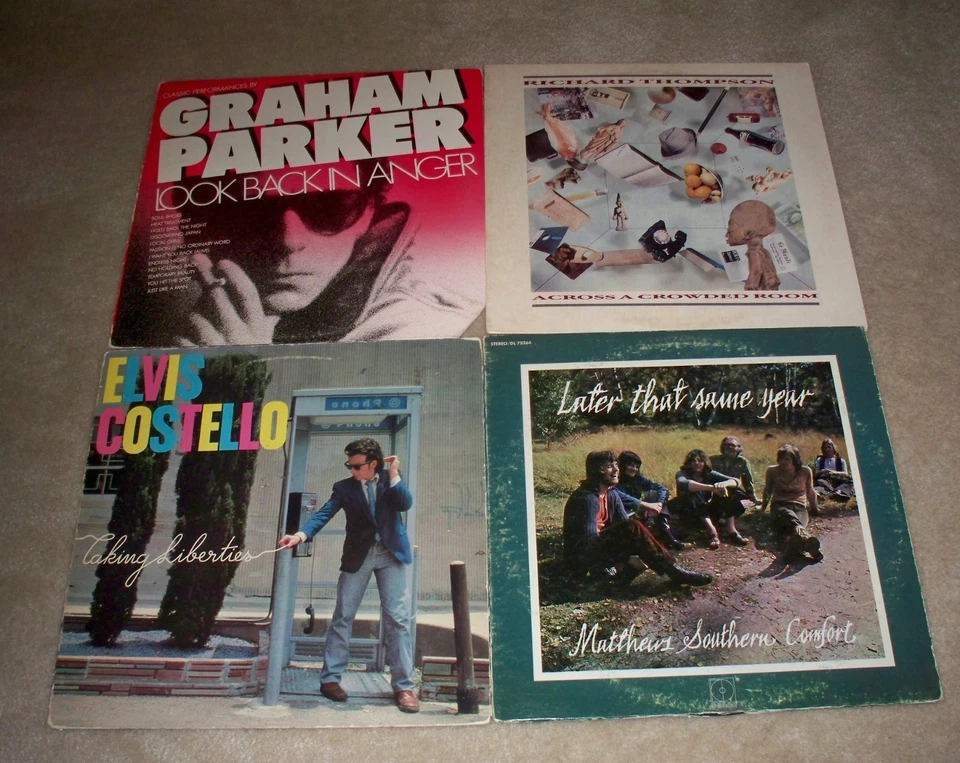 CLASSIC PERFORMANCES BY
GRAHAM
PARKER
LOOK BACK IN ANGER
SOUL SHOES
HEAT TREATMENT
HOLD BACK THE NIGHT
DISCOVERING JAPAN
LOCAL GIRLS
PASSION IS NO ORDINARY WORD
I WANT YOU BACK (ALIVE)
ENDLESS NIGHT
NO HOLDING BACK
TEMPORARY BEAUTY
YOU HIT THE SPOT
JUST LIKE A MAN
RICHARD THOMPSON
ACROSS A CROWDED ROOM
ELVIS
COSTELLO
Phone
Taking Liberties
STEREO/DL 75264
Later that same year
Matthews Southern Comfort